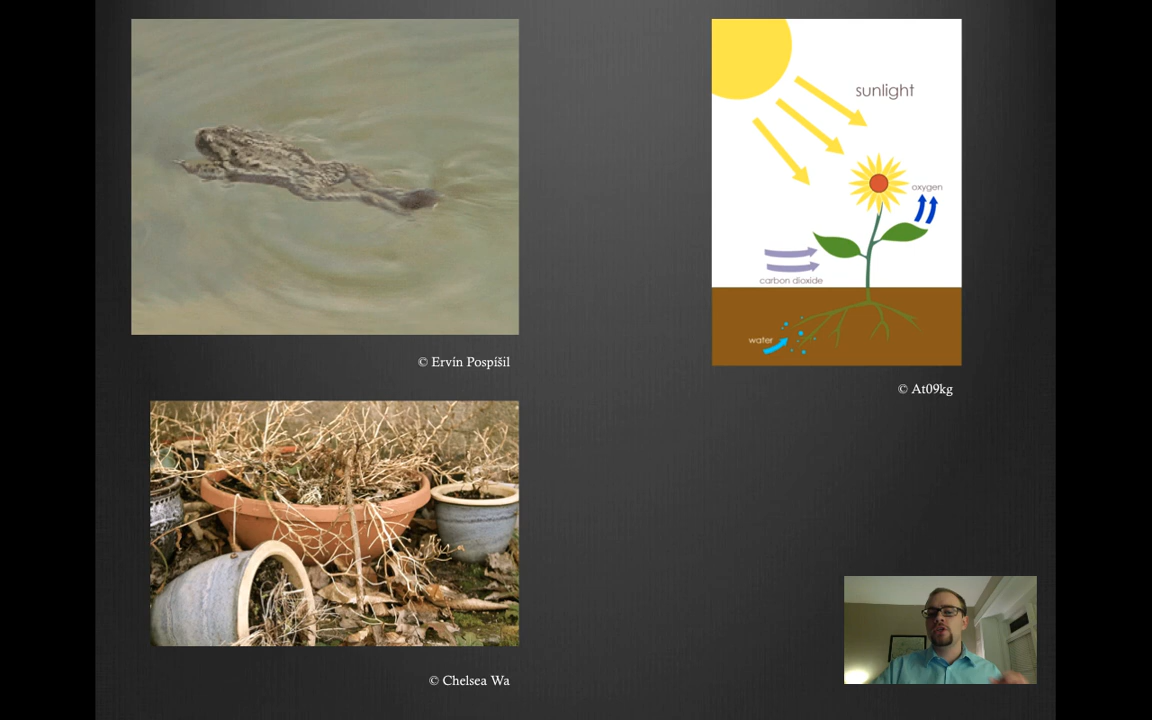 © Ervín Pospíšil
sunlight
oxygen
carbon dioxide
water
© At09kg
© Chelsea Wa